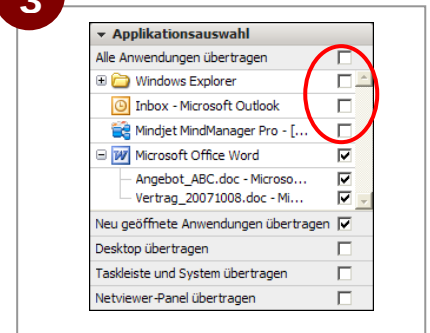 3
Applikationsauswahl
Alle Anwendungen übertragen
Windows Explorer
Inbox - Microsoft Outlook
Mindjet MindManager Pro - [...
Microsoft Office Word
Angebot_ABC.doc - Microso...
Vertrag_20071008.doc - Mi...
Neu geöffnete Anwendungen übertragen
Desktop übertragen
Taskleiste und System übertragen
Netviewer-Panel übertragen